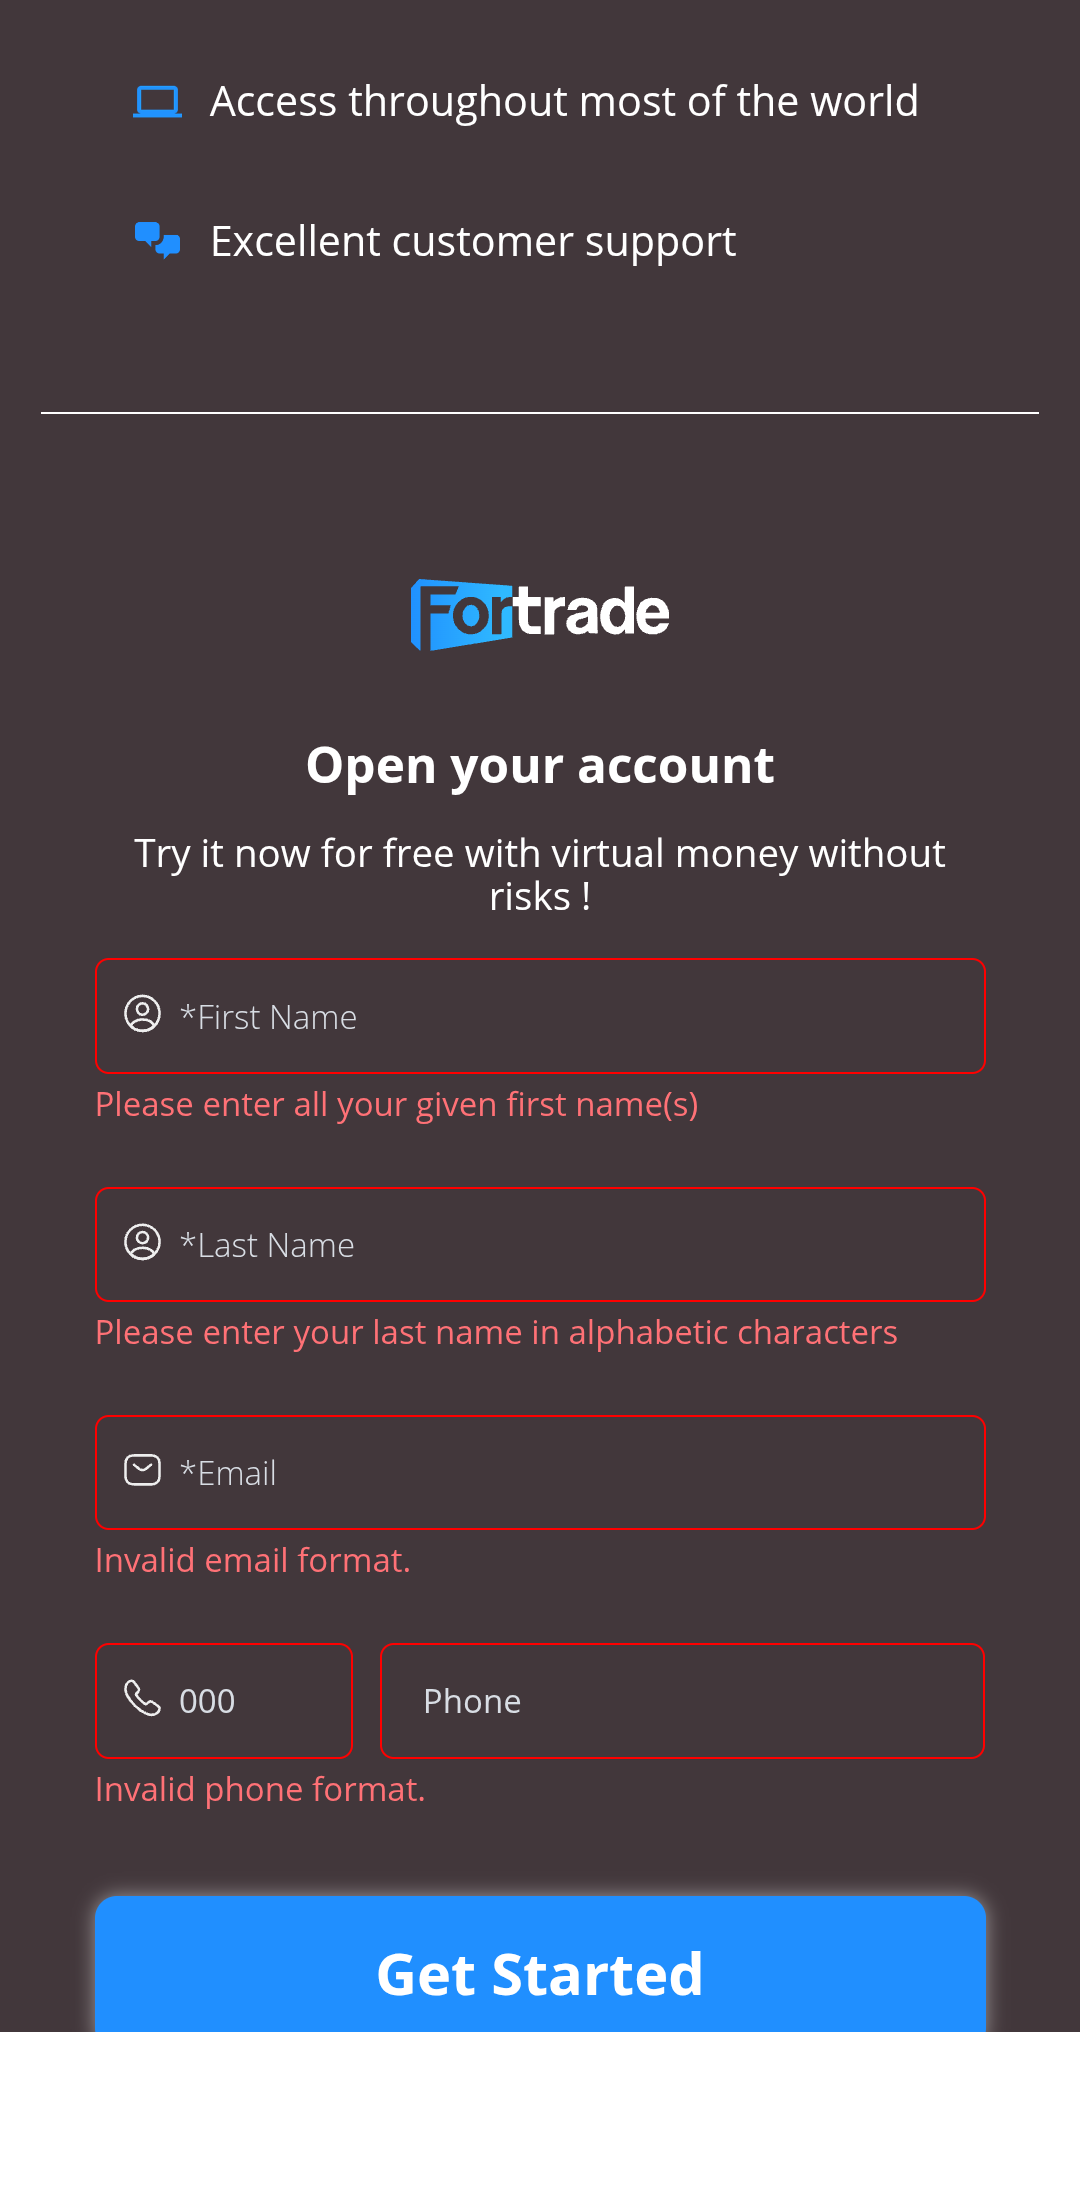 Access throughout most of the world
Excellent customer support
Fortrade
Open your account
Try it now for free with virtual money without
risks !
*First Name
Please enter all your given first name(s)
*Last Name
Please enter your last name in alphabetic characters
*Email
Invalid email format.
000 Phone
Invalid phone format.
Get Started